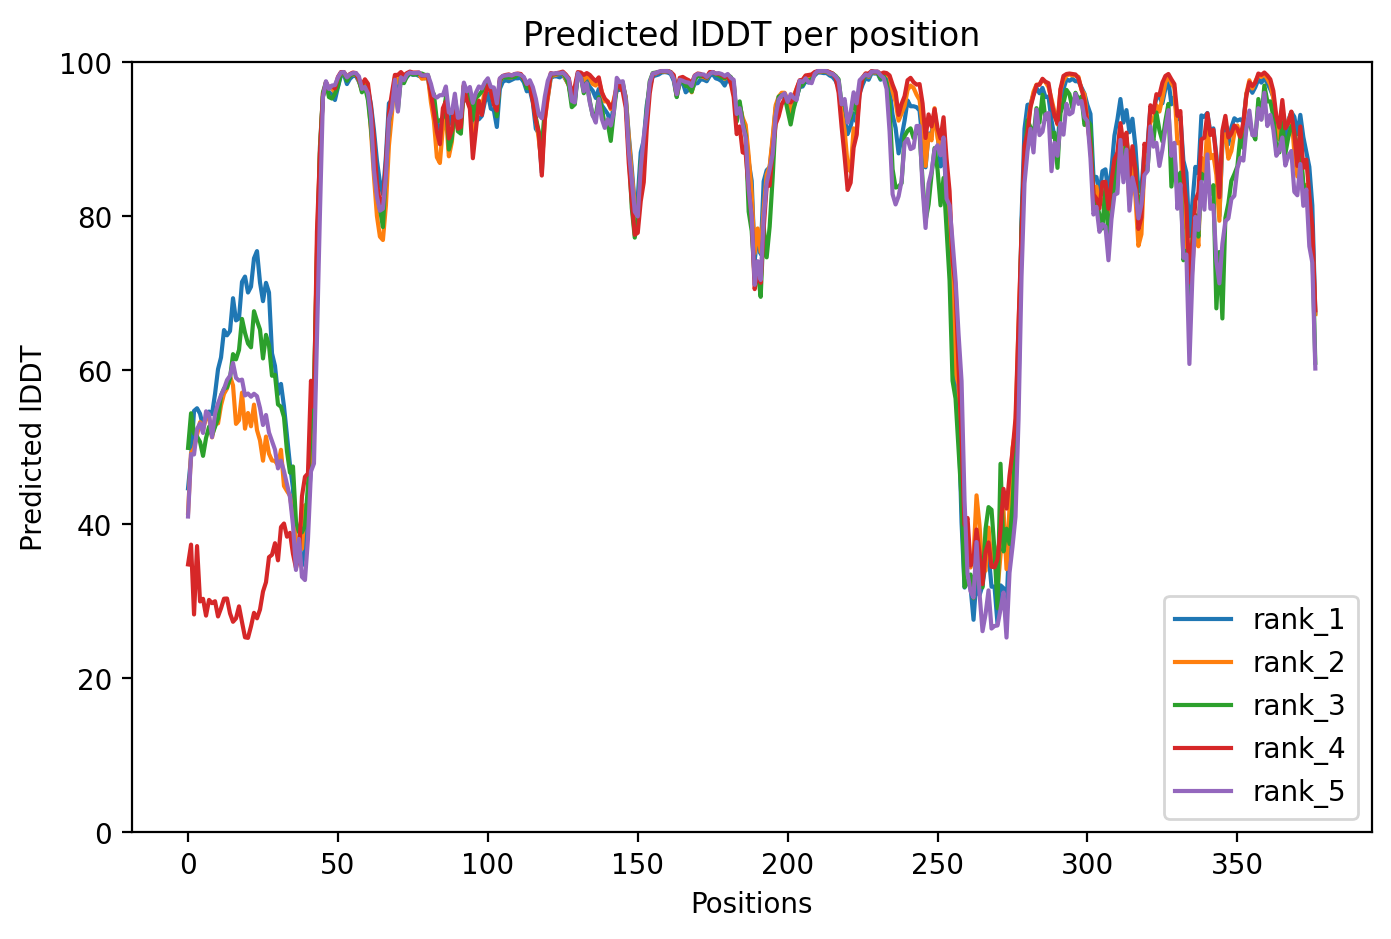 Predicted lDDT per position
Predicted lDDT
100
80
60
40
20
0
0 50 100 150 200 250 300 350
Positions
rank_1
rank_2
rank_3
rank_4
rank_5